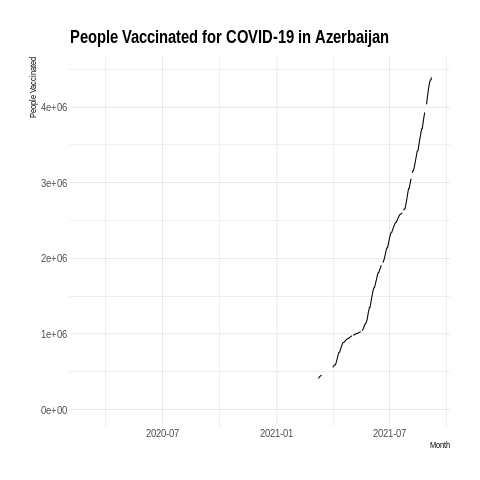 People Vaccinated for COVID-19 in Azerbaijan
People Vaccinated
4e+06
3e+06
2e+06
1e+06
0e+00
2020-07 2021-01 2021-07
Month